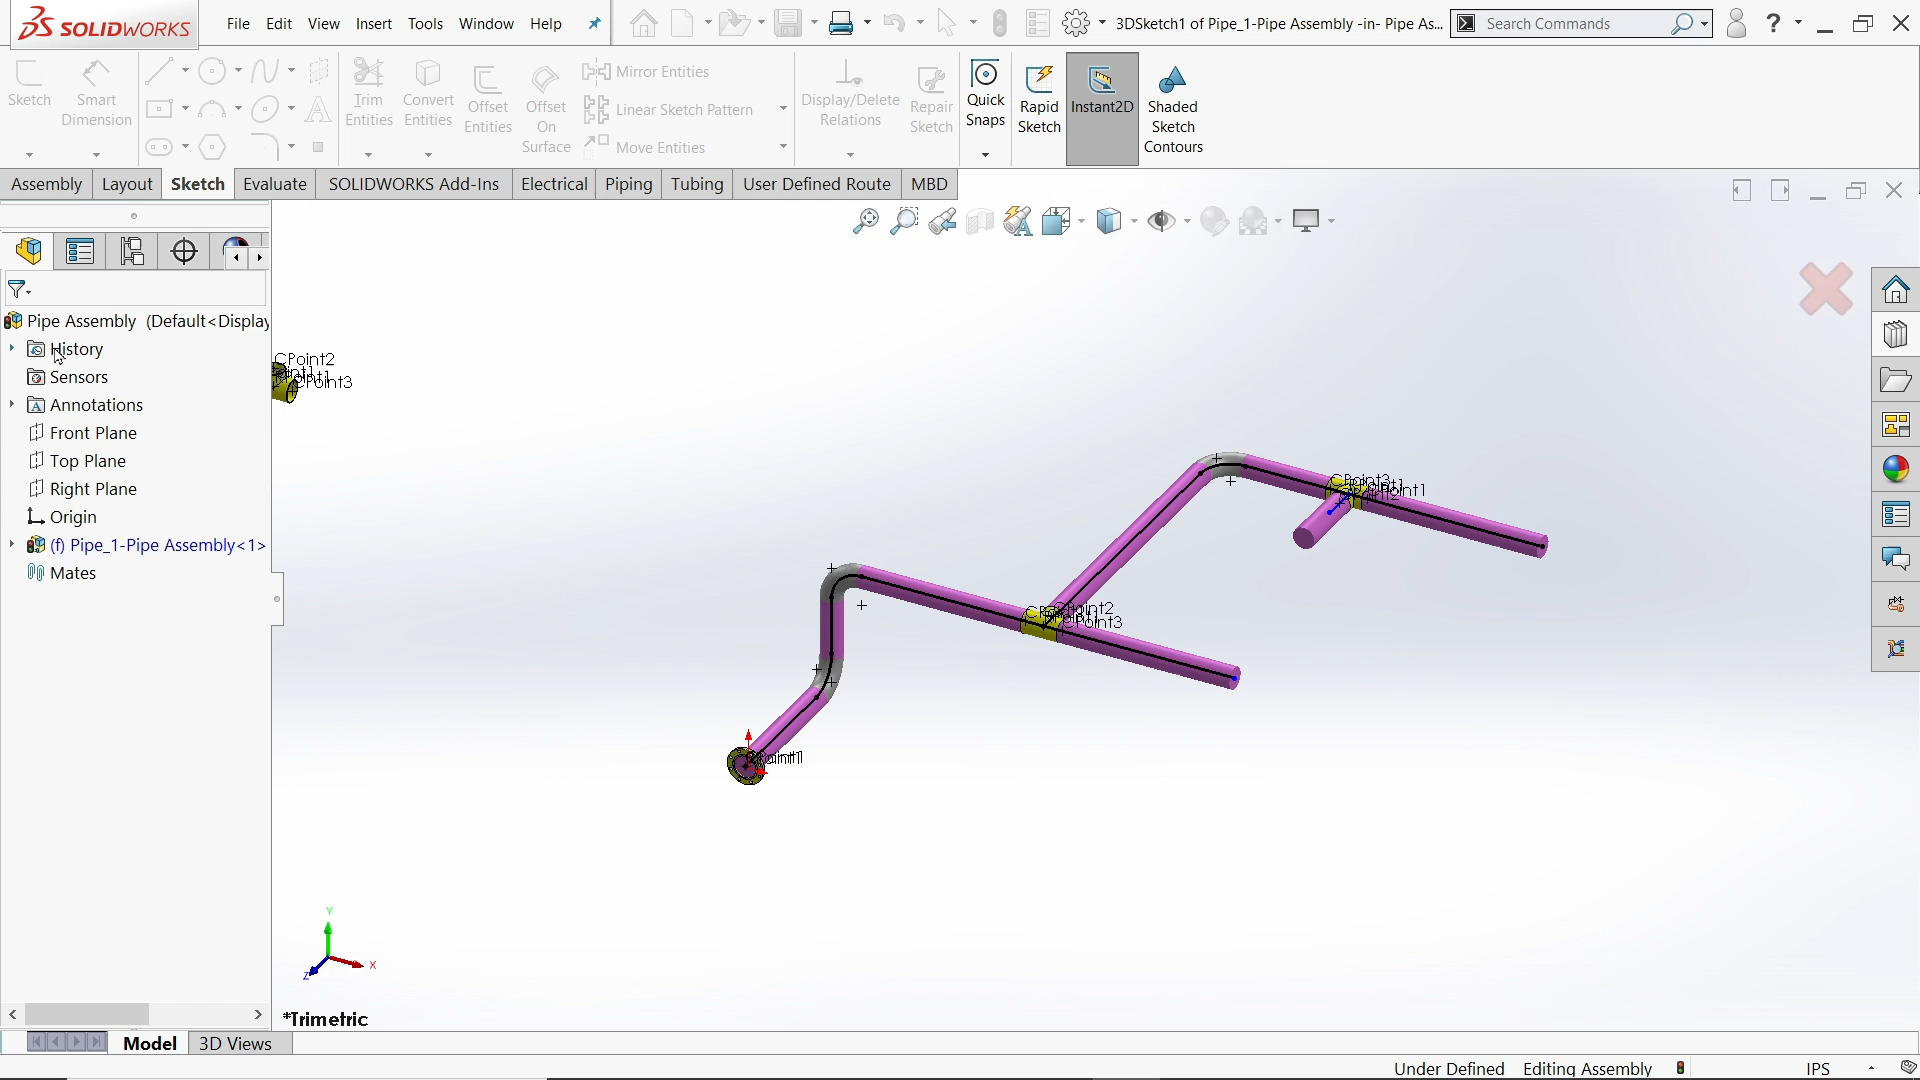 SOLIDWORKS
File Edit View Insert Tools Window Help
3DSketch1 of Pipe_1-Pipe Assembly -in- Pipe As...
Search Commands
Sketch
Smart Dimension
Trim Entities
Convert Entities
Offset Entities
Offset On Surface
Mirror Entities
Linear Sketch Pattern
Move Entities
Display/Delete Relations
Repair Sketch
Quick Snaps
Rapid Sketch
Instant2D
Shaded Sketch Contours
Assembly Layout Sketch Evaluate SOLIDWORKS Add-Ins Electrical Piping Tubing User Defined Route MBD
Pipe Assembly (Default<Display
History
Sensors
Annotations
Front Plane
Top Plane
Right Plane
Origin
(f) Pipe_1-Pipe Assembly<1>
Mates
CPoint2
CPoint3
CPoint2
CPoint3
Y
X
Z
*Trimetric
Model 3D Views
Under Defined Editing Assembly IPS